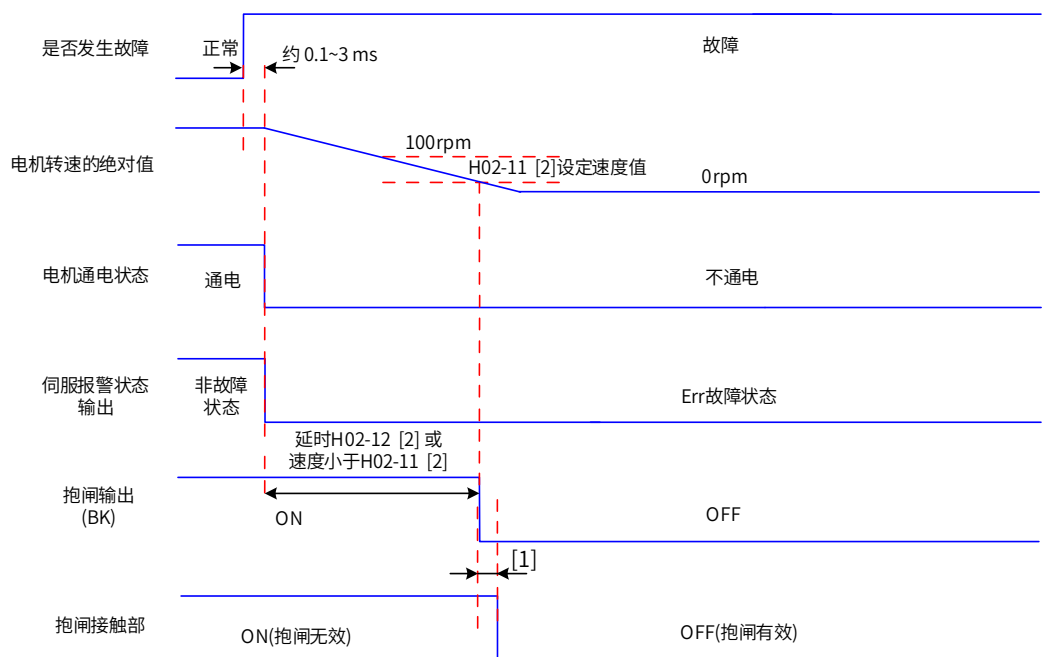 是否发生故障
正常
约 0.1~3 ms
故障
100rpm
电机转速的绝对值
H02-11 [2]设定速度值
0rpm
电机通电状态
通电
不通电
伺服报警状态
输出
非故障
状态
Err故障状态
延时H02-12 [2] 或
速度小于H02-11 [2]
抱闸输出
(BK)
ON
OFF
[1]
抱闸接触部
ON(抱闸无效)
OFF(抱闸有效)